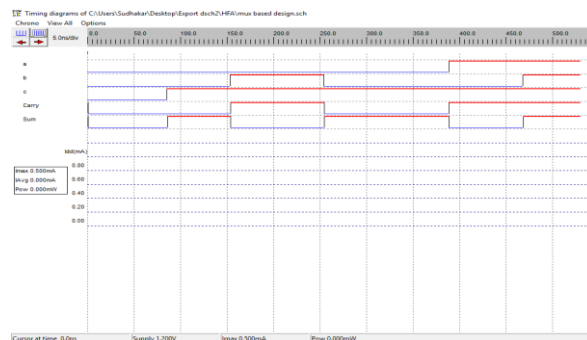 Timing diagrams of C:\Users\Sudhakar\Desktop\Export dsch2\HFA\mux based design.sch
Chrono View All Options
5.0ns/div
0.0 50.0 100.0 150.0 200.0 250.0 300.0 350.0 400.0 450.0 500.0
a
b
c
Carry
Sum
Idd(mA)
0.80
Imax 0.500mA
IAvg 0.000mA
Pow 0.000mW
0.60
0.40
0.20
0.00
Cursor at time 0.0ns Supply 1.200V Imax 0.500mA Pow 0.000mW